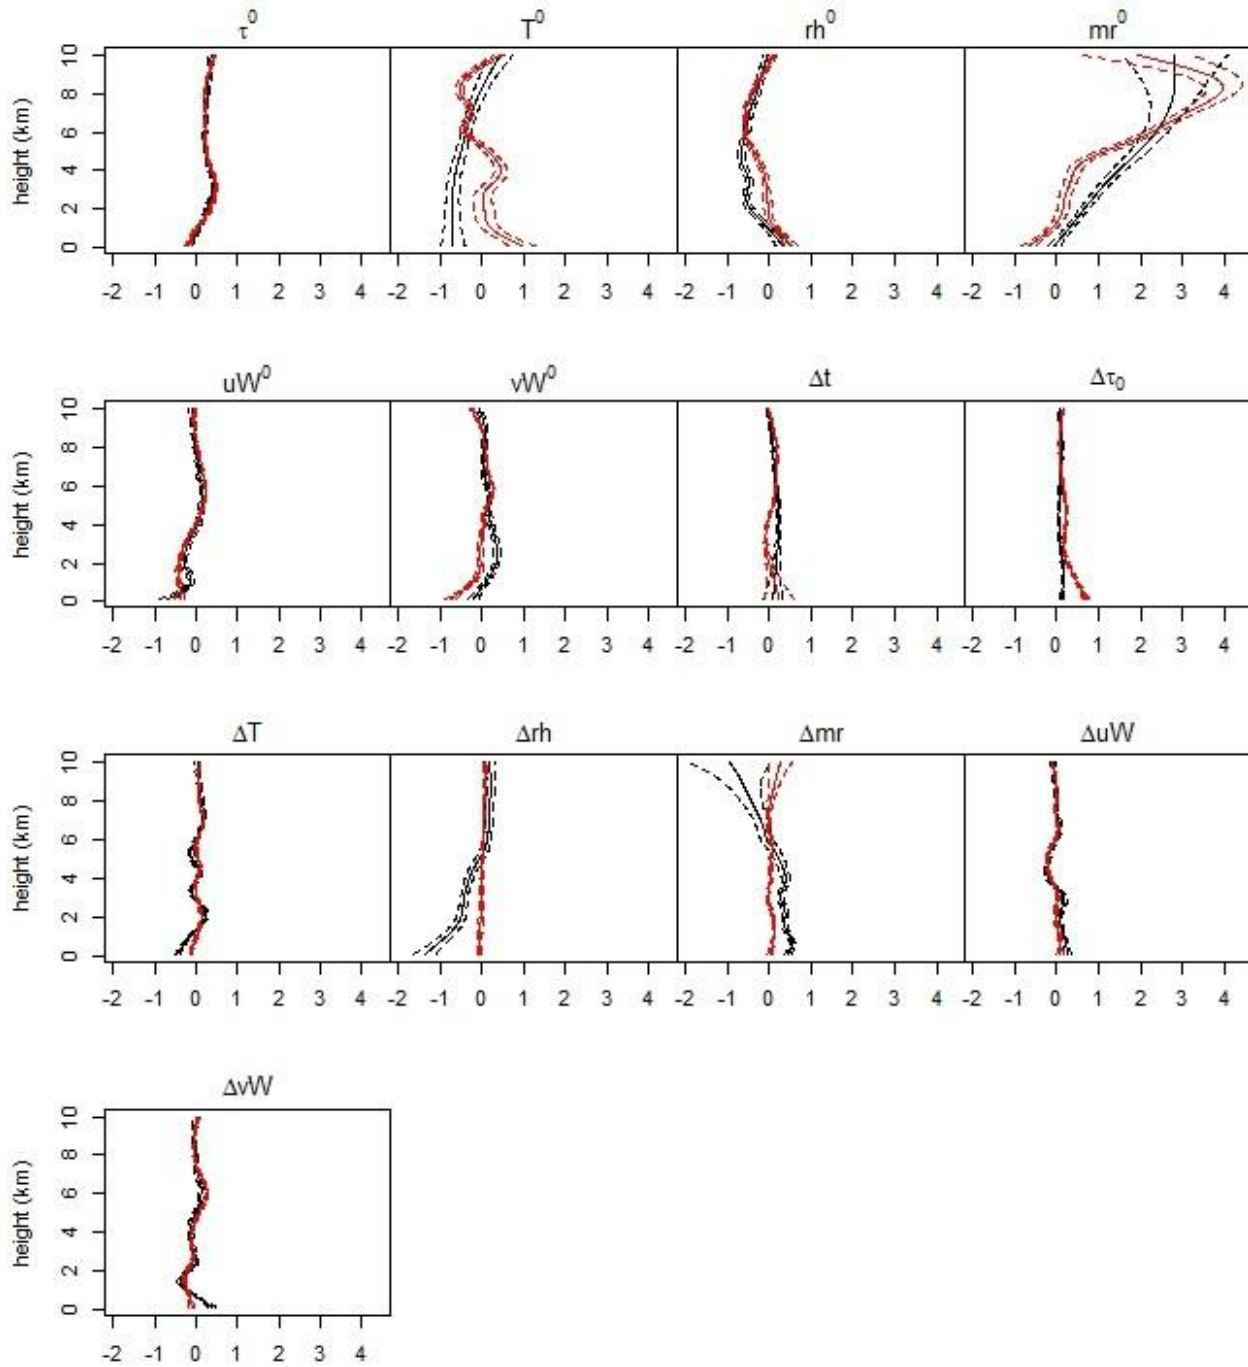 τ⁰ T⁰ rh⁰ mr⁰
height (km)
0 2 4 6 8 10
-2 -1 0 1 2 3 4 -2 -1 0 1 2 3 4 -2 -1 0 1 2 3 4 -2 -1 0 1 2 3 4
uW⁰ vW⁰ Δt Δτ₀
height (km)
0 2 4 6 8 10
-2 -1 0 1 2 3 4 -2 -1 0 1 2 3 4 -2 -1 0 1 2 3 4 -2 -1 0 1 2 3 4
ΔT Δrh Δmr ΔuW
height (km)
0 2 4 6 8 10
-2 -1 0 1 2 3 4 -2 -1 0 1 2 3 4 -2 -1 0 1 2 3 4 -2 -1 0 1 2 3 4
ΔvW
height (km)
0 2 4 6 8 10
-2 -1 0 1 2 3 4